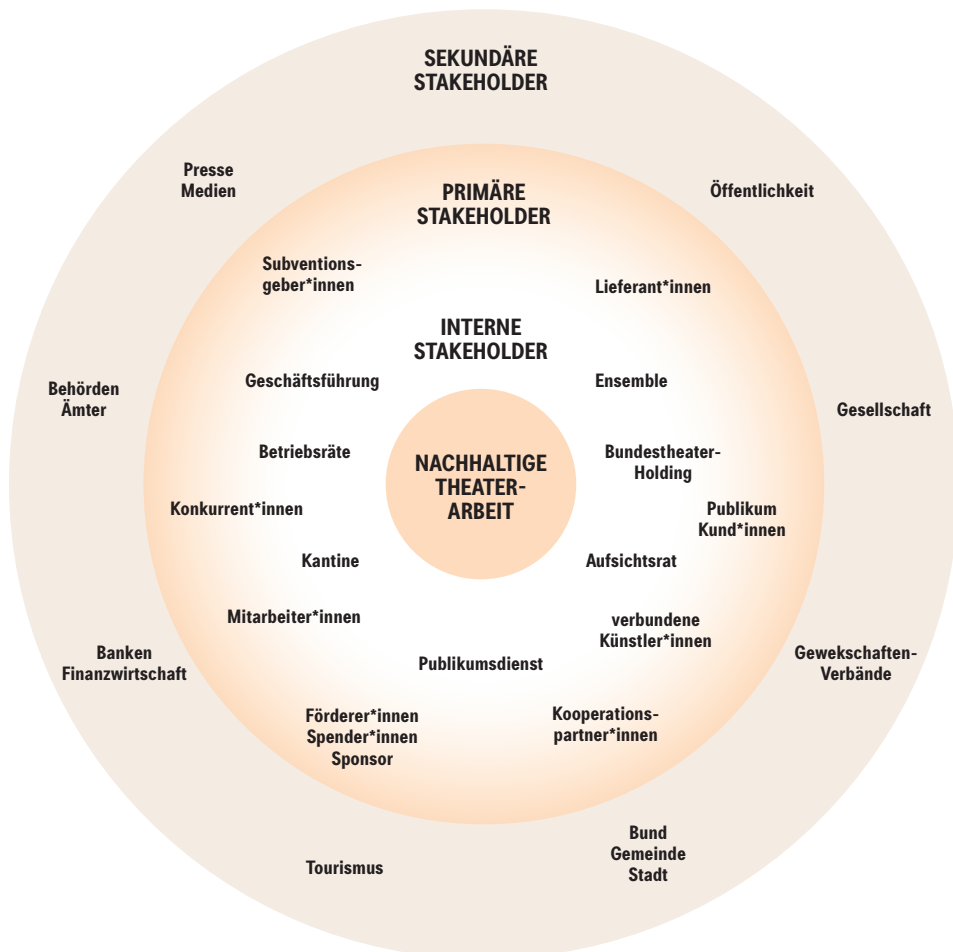 SEKUNDÄRE
STAKEHOLDER
Presse
Medien
Öffentlichkeit
PRIMÄRE
STAKEHOLDER
Subventions-
geber*innen
Lieferant*innen
INTERNE
STAKEHOLDER
Geschäftsführung
Ensemble
Behörden
Ämter
Gesellschaft
Betriebsräte
NACHHALTIGE
THEATER-
ARBEIT
Bundestheater-
Holding
Konkurrent*innen
Publikum
Kund*innen
Kantine
Aufsichtsrat
Mitarbeiter*innen
verbundene
Künstler*innen
Banken
Finanzwirtschaft
Publikumsdienst
Gewekschaften-
Verbände
Förderer*innen
Spender*innen
Sponsor
Kooperations-
partner*innen
Tourismus
Bund
Gemeinde
Stadt